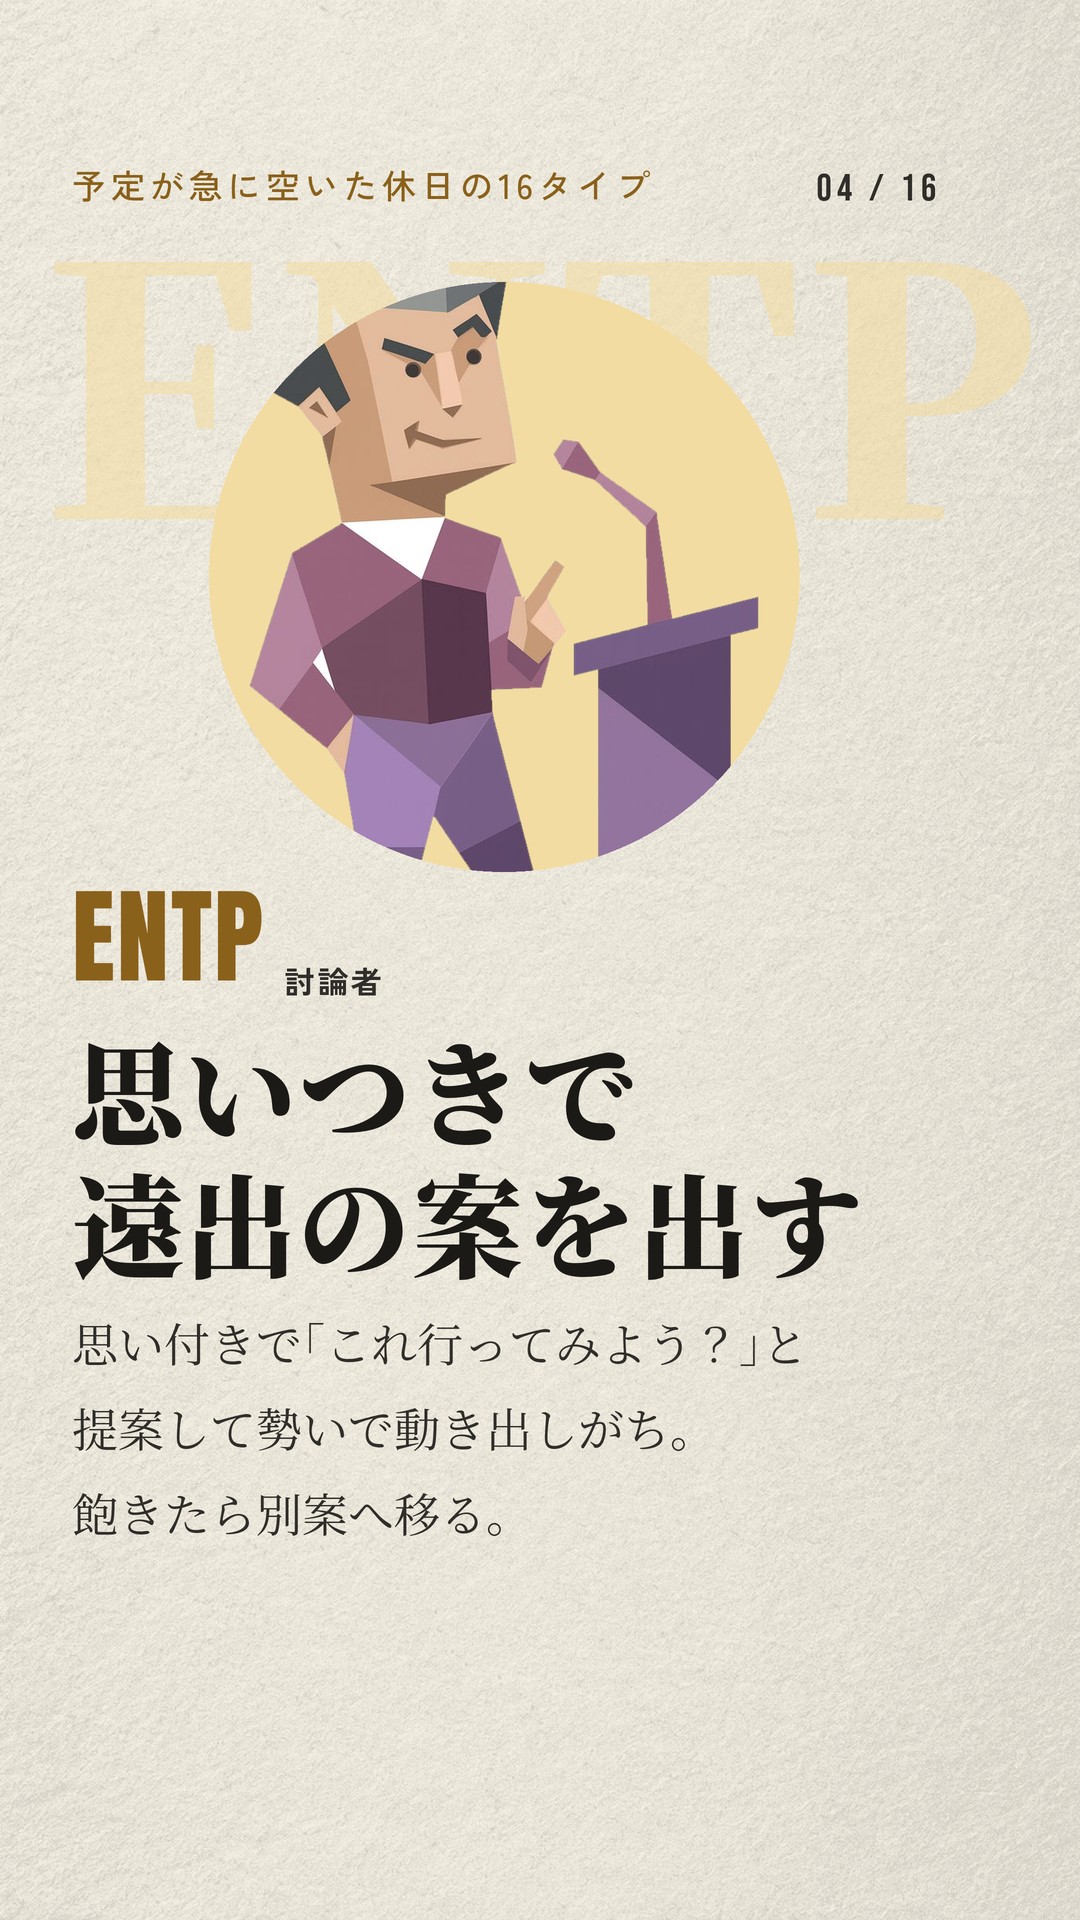 予定が急に空いた休日の16タイプ
04 / 16
ENTP
ENTP
討論者
思いつきで
遠出の案を出す
思い付きで「これ行ってみよう？」と
提案して勢いで動き出しがち。
飽きたら別案へ移る。